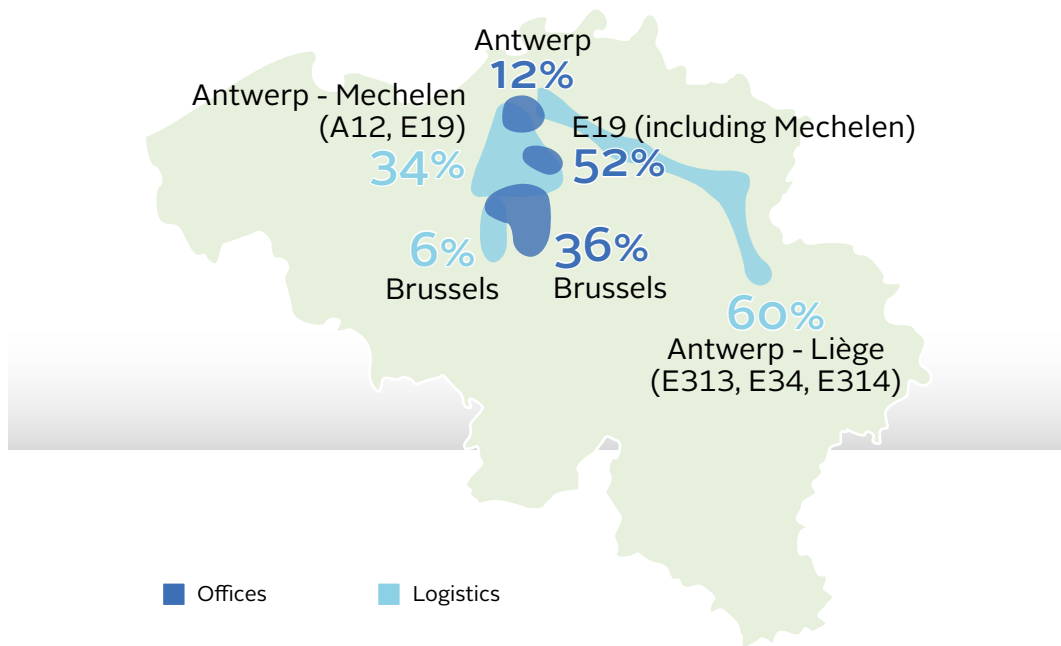 Antwerp
12%
Antwerp - Mechelen
(A12, E19)
34%
E19 (including Mechelen)
52%
6%
Brussels
36%
Brussels
60%
Antwerp - Liège
(E313, E34, E314)
Offices
Logistics